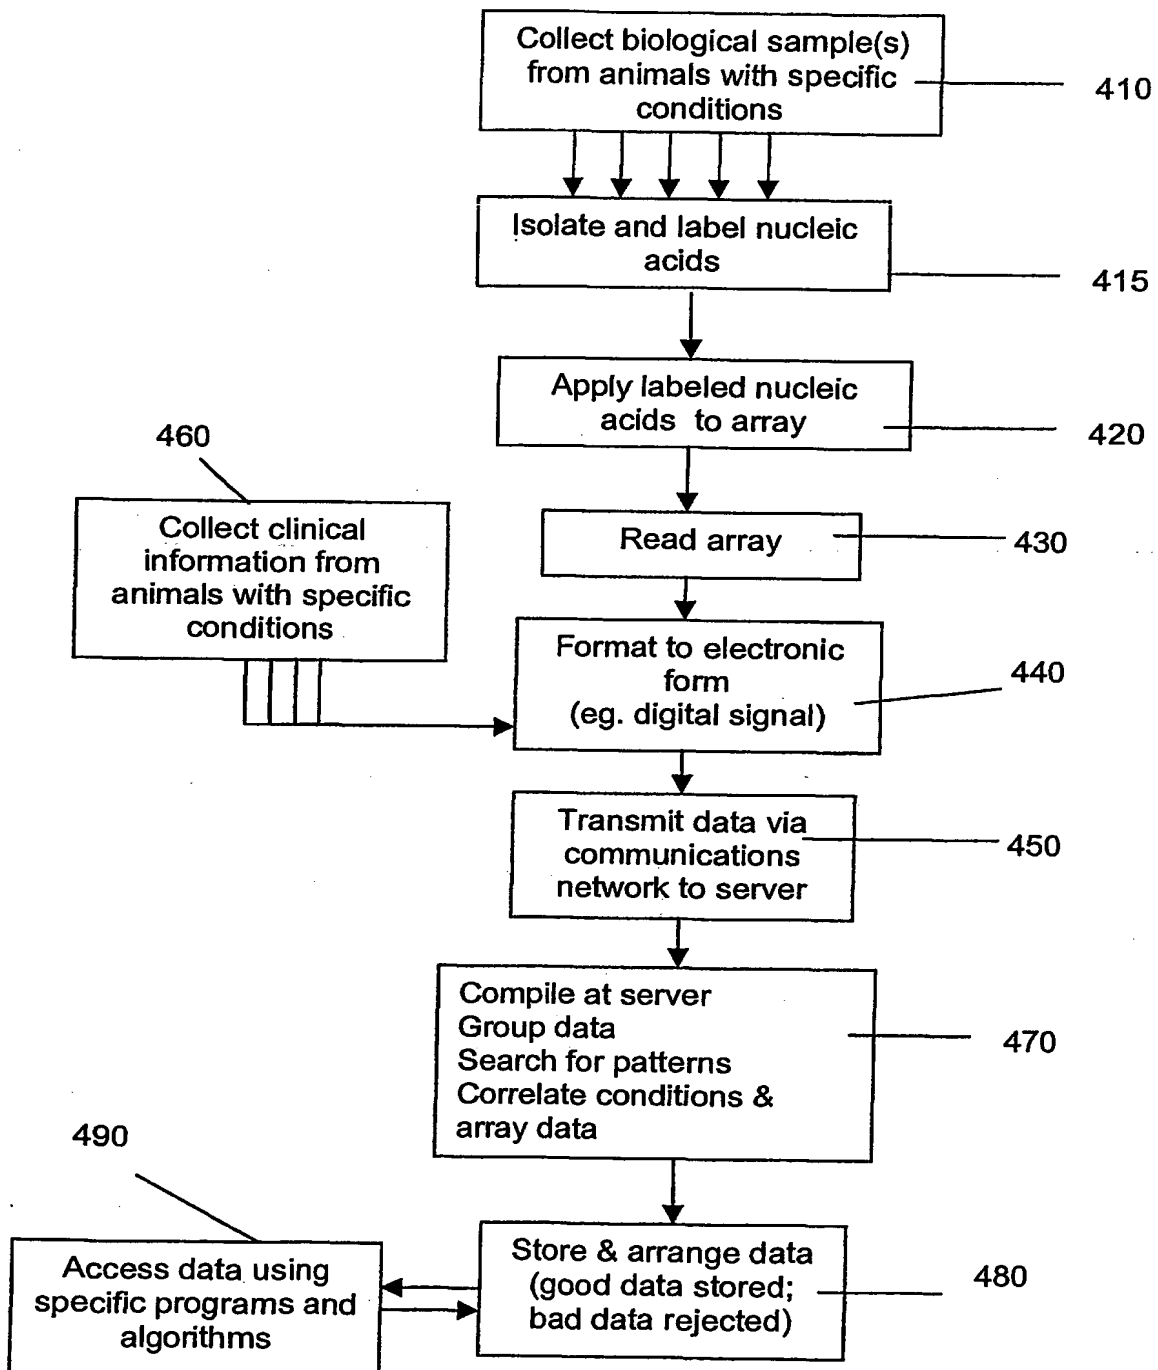 Collect biological sample(s)
from animals with specific
conditions
410
Isolate and label nucleic
acids
415
Apply labeled nucleic
acids to array
420
460
Collect clinical
information from
animals with specific
conditions
Read array
430
Format to electronic
form
(eg. digital signal)
440
Transmit data via
communications
network to server
450
Compile at server
Group data
Search for patterns
Correlate conditions &
array data
470
490
Access data using
specific programs and
algorithms
Store & arrange data
(good data stored;
bad data rejected)
480